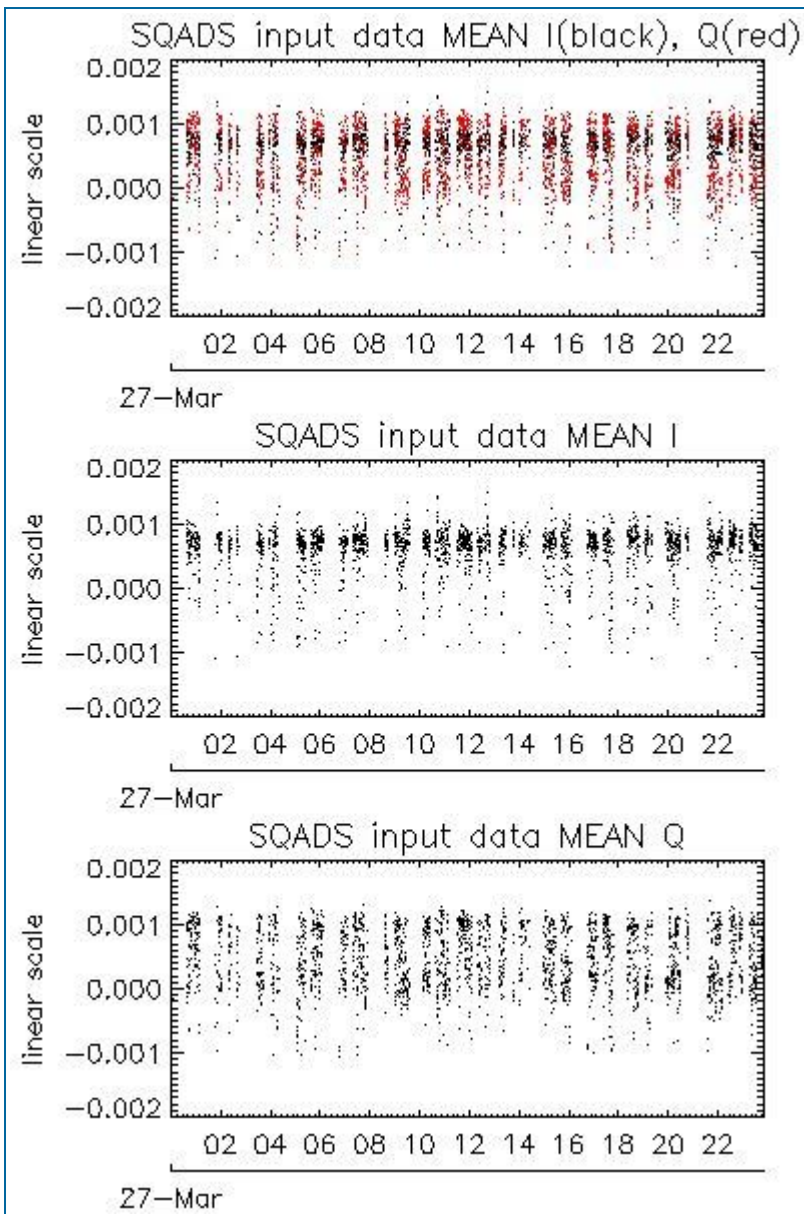 SQADS input data MEAN I(black), Q(red)
linear scale
0.002
0.001
0.000
−0.001
−0.002
02 04 06 08 10 12 14 16 18 20 22
27−Mar
SQADS input data MEAN I
linear scale
0.002
0.001
0.000
−0.001
−0.002
02 04 06 08 10 12 14 16 18 20 22
27−Mar
SQADS input data MEAN Q
linear scale
0.002
0.001
0.000
−0.001
−0.002
02 04 06 08 10 12 14 16 18 20 22
27−Mar